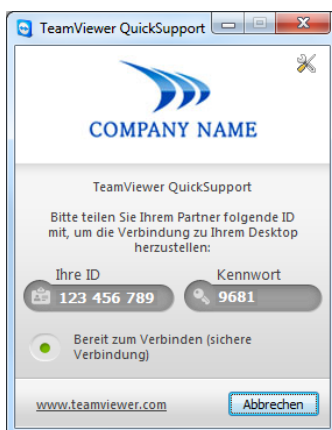 TeamViewer QuickSupport
COMPANY NAME
TeamViewer QuickSupport
Bitte teilen Sie Ihrem Partner folgende ID
mit, um die Verbindung zu Ihrem Desktop
herzustellen:
Ihre ID
Kennwort
123 456 789
9681
Bereit zum Verbinden (sichere
Verbindung)
www.teamviewer.com
Abbrechen